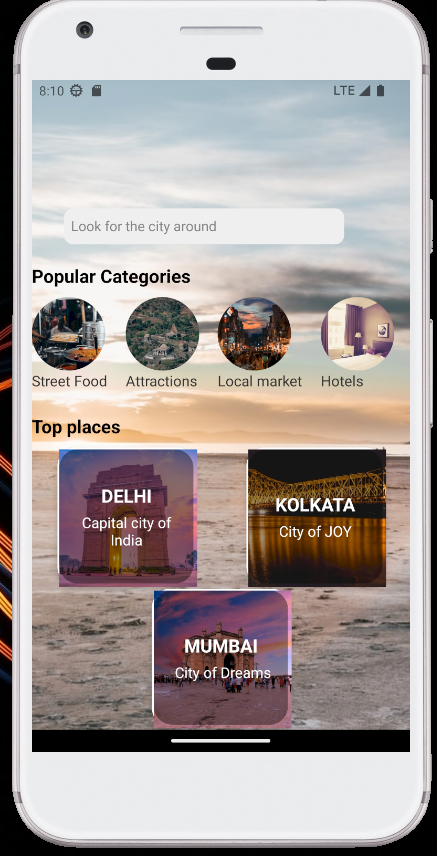 8:10 LTE
Look for the city around
Popular Categories
Street Food Attractions Local market Hotels
Top places
DELHI
Capital city of
India
KOLKATA
City of JOY
MUMBAI
City of Dreams